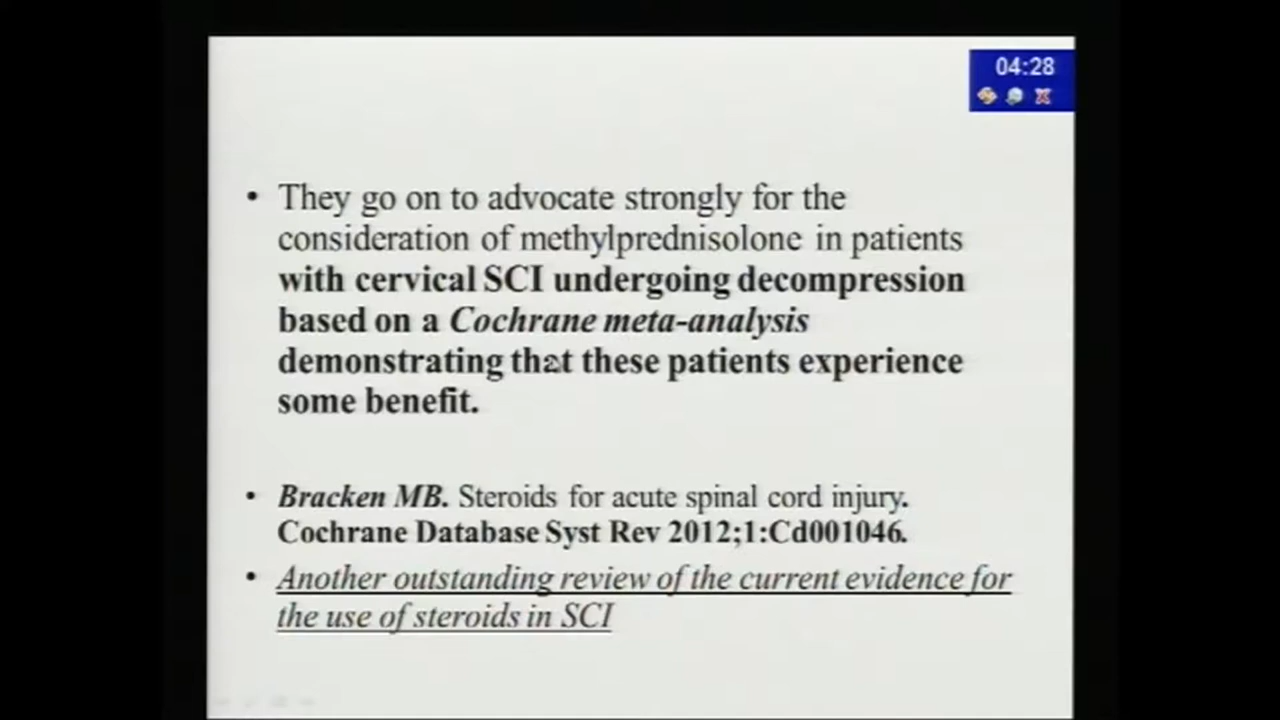 04:28
• They go on to advocate strongly for the
consideration of methylprednisolone in patients
with cervical SCI undergoing decompression
based on a Cochrane meta-analysis
demonstrating that these patients experience
some benefit.
• Bracken MB. Steroids for acute spinal cord injury.
Cochrane Database Syst Rev 2012;1:Cd001046.
• Another outstanding review of the current evidence for
the use of steroids in SCI